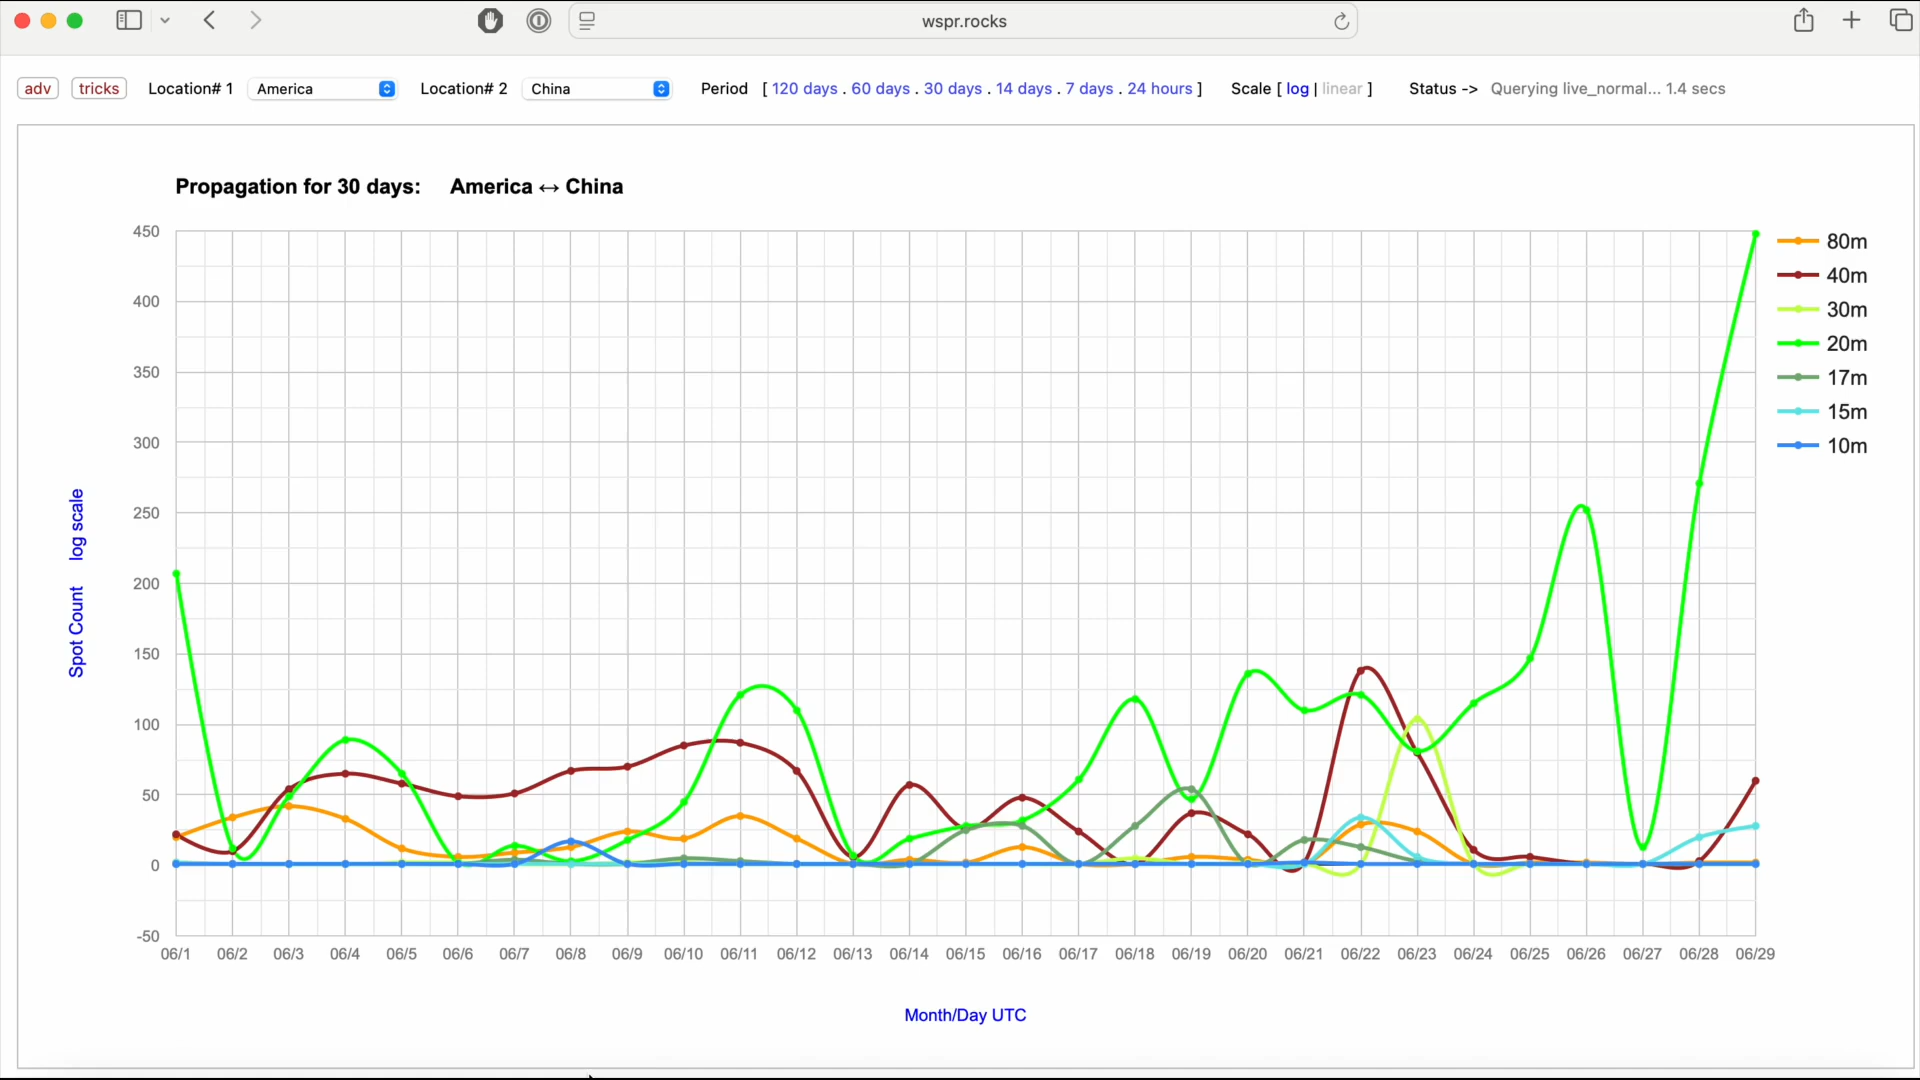 wspr.rocks
adv tricks Location# 1 America Location# 2 China Period [ 120 days . 60 days . 30 days . 14 days . 7 days . 24 hours ] Scale [ log | linear ] Status -> Querying live_normal... 1.4 secs
Propagation for 30 days: America ↔ China
450
400
350
300
250
200
150
100
50
0
-50
Spot Count log scale
06/1 06/2 06/3 06/4 06/5 06/6 06/7 06/8 06/9 06/10 06/11 06/12 06/13 06/14 06/15 06/16 06/17 06/18 06/19 06/20 06/21 06/22 06/23 06/24 06/25 06/26 06/27 06/28 06/29
Month/Day UTC
80m
40m
30m
20m
17m
15m
10m